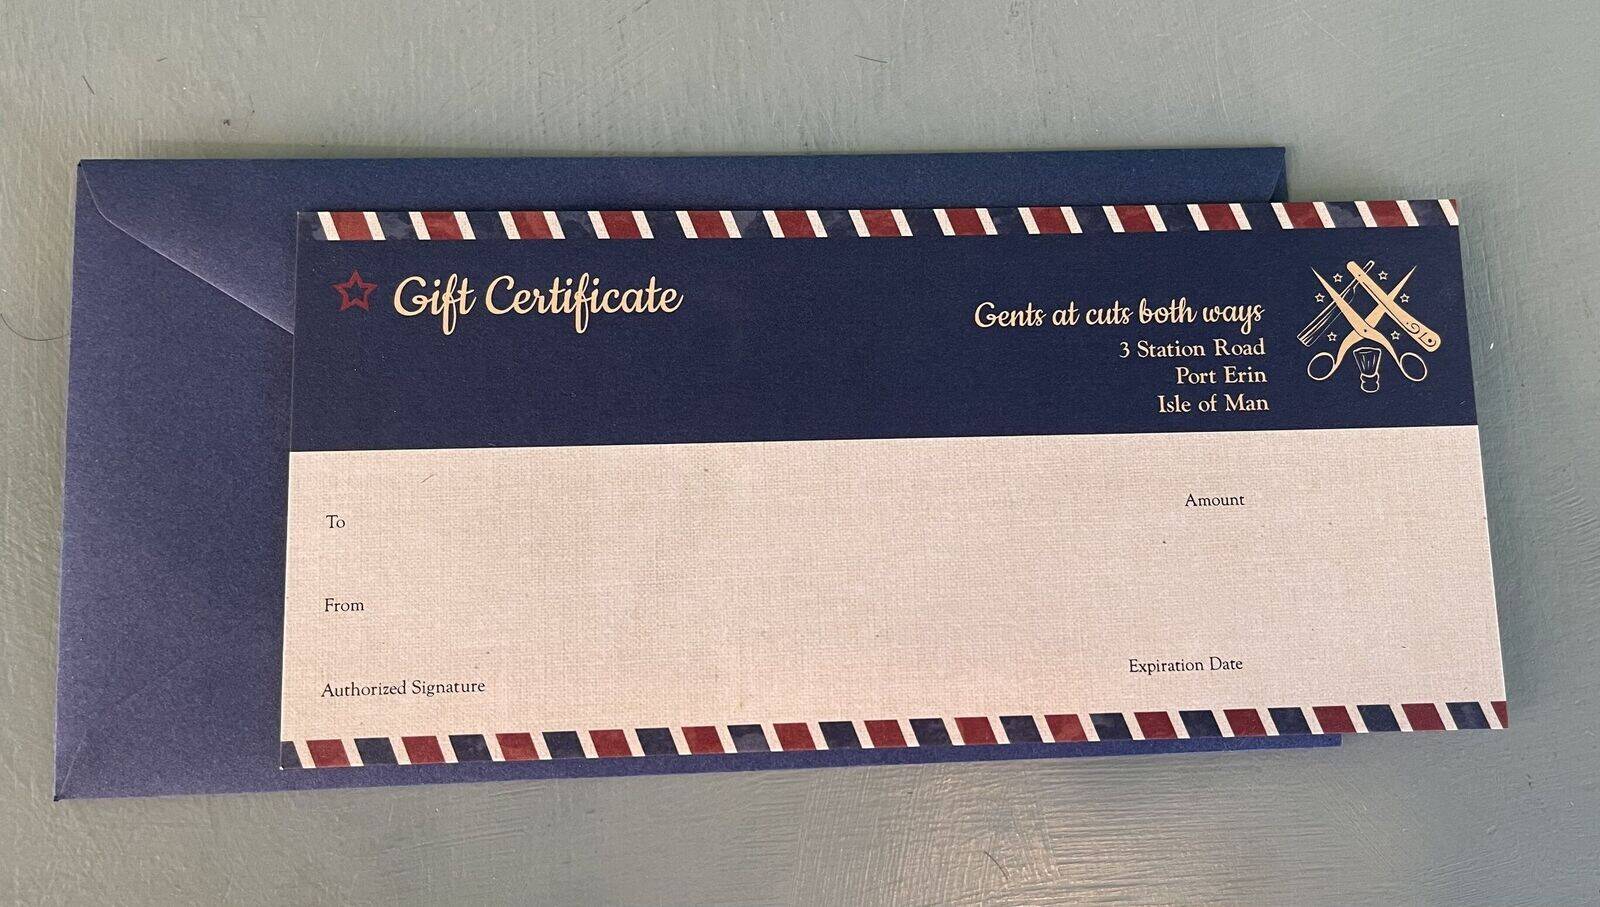 Gift Certificate
Gents at cuts both ways
3 Station Road
Port Erin
Isle of Man
To
Amount
From
Expiration Date
Authorized Signature